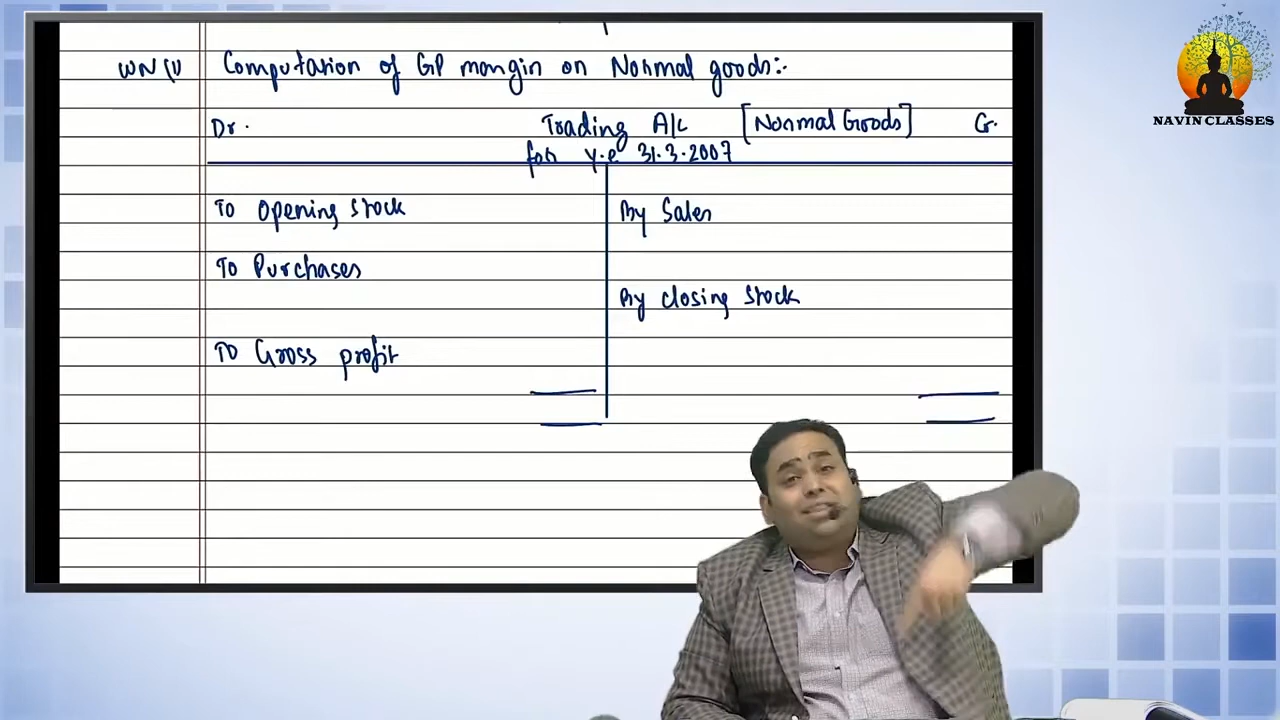 WN (1) Computation of GP margin on Normal goods:-
Dr. Trading A/c [Normal Goods] Cr.
for y.e 31.3.2007
To Opening Stock
By Sales
To Purchases
By closing Stock
To Gross profit
NAVIN CLASSES